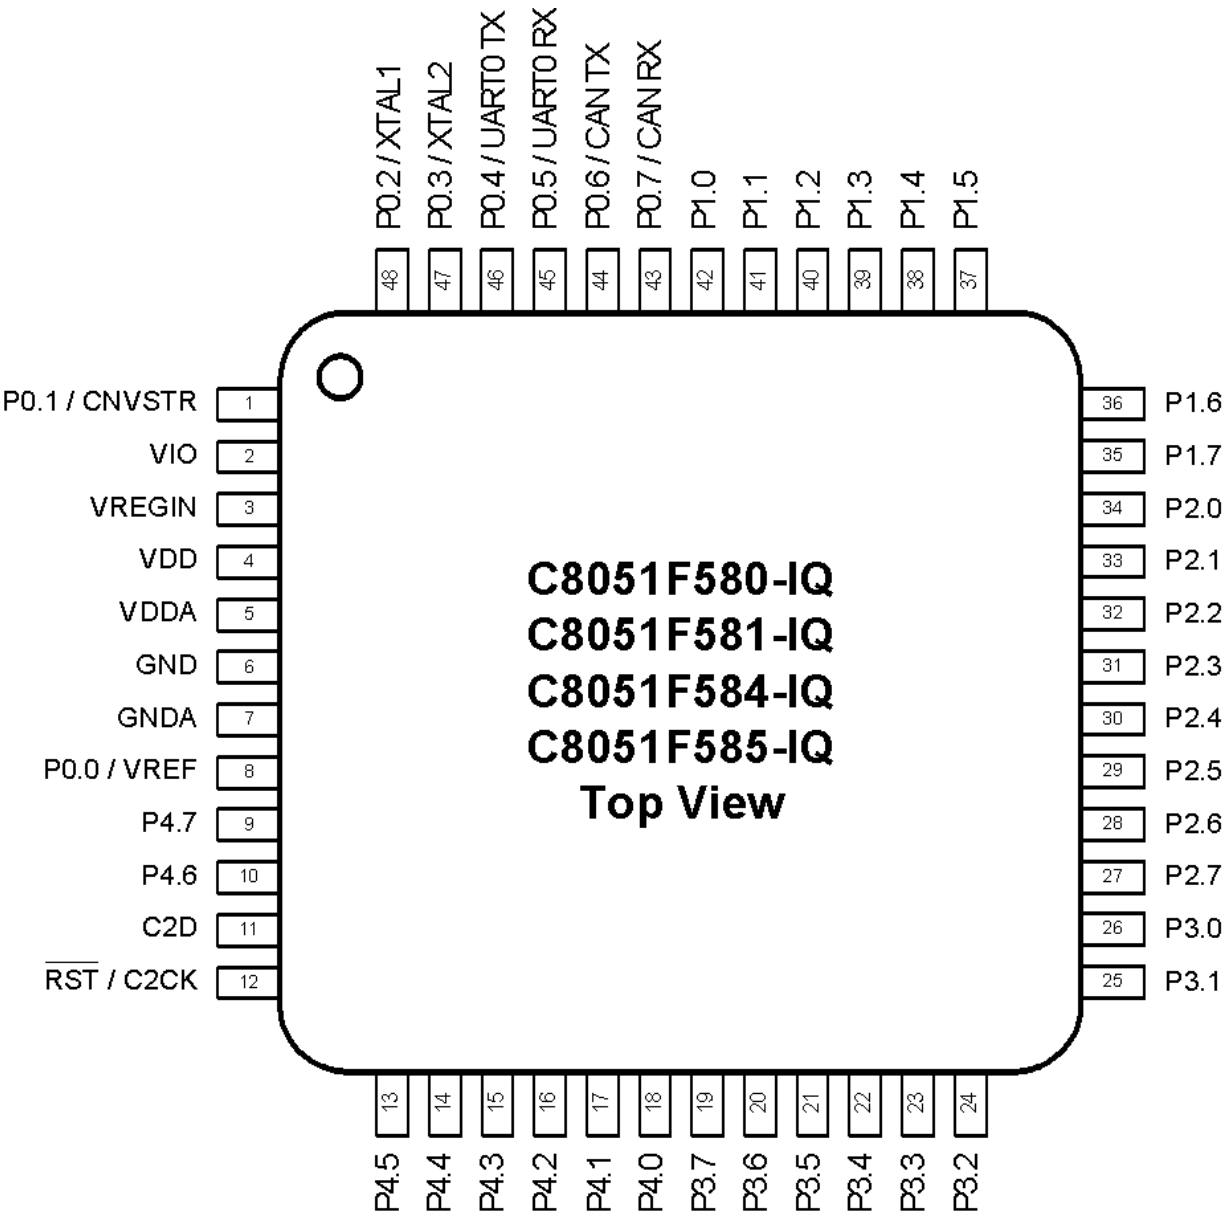 P0.2 / XTAL1
P0.3 / XTAL2
P0.4 / UART0 TX
P0.5 / UART0 RX
P0.6 / CAN TX
P0.7 / CAN RX
P1.0
P1.1
P1.2
P1.3
P1.4
P1.5
48
47
46
45
44
43
42
41
40
39
38
37
P0.1 / CNVSTR 1
VIO 2
VREGIN 3
VDD 4
VDDA 5
GND 6
GNDA 7
P0.0 / VREF 8
P4.7 9
P4.6 10
C2D 11
RST / C2CK 12
C8051F580-IQ
C8051F581-IQ
C8051F584-IQ
C8051F585-IQ
Top View
36 P1.6
35 P1.7
34 P2.0
33 P2.1
32 P2.2
31 P2.3
30 P2.4
29 P2.5
28 P2.6
27 P2.7
26 P3.0
25 P3.1
13
14
15
16
17
18
19
20
21
22
23
24
P4.5
P4.4
P4.3
P4.2
P4.1
P4.0
P3.7
P3.6
P3.5
P3.4
P3.3
P3.2